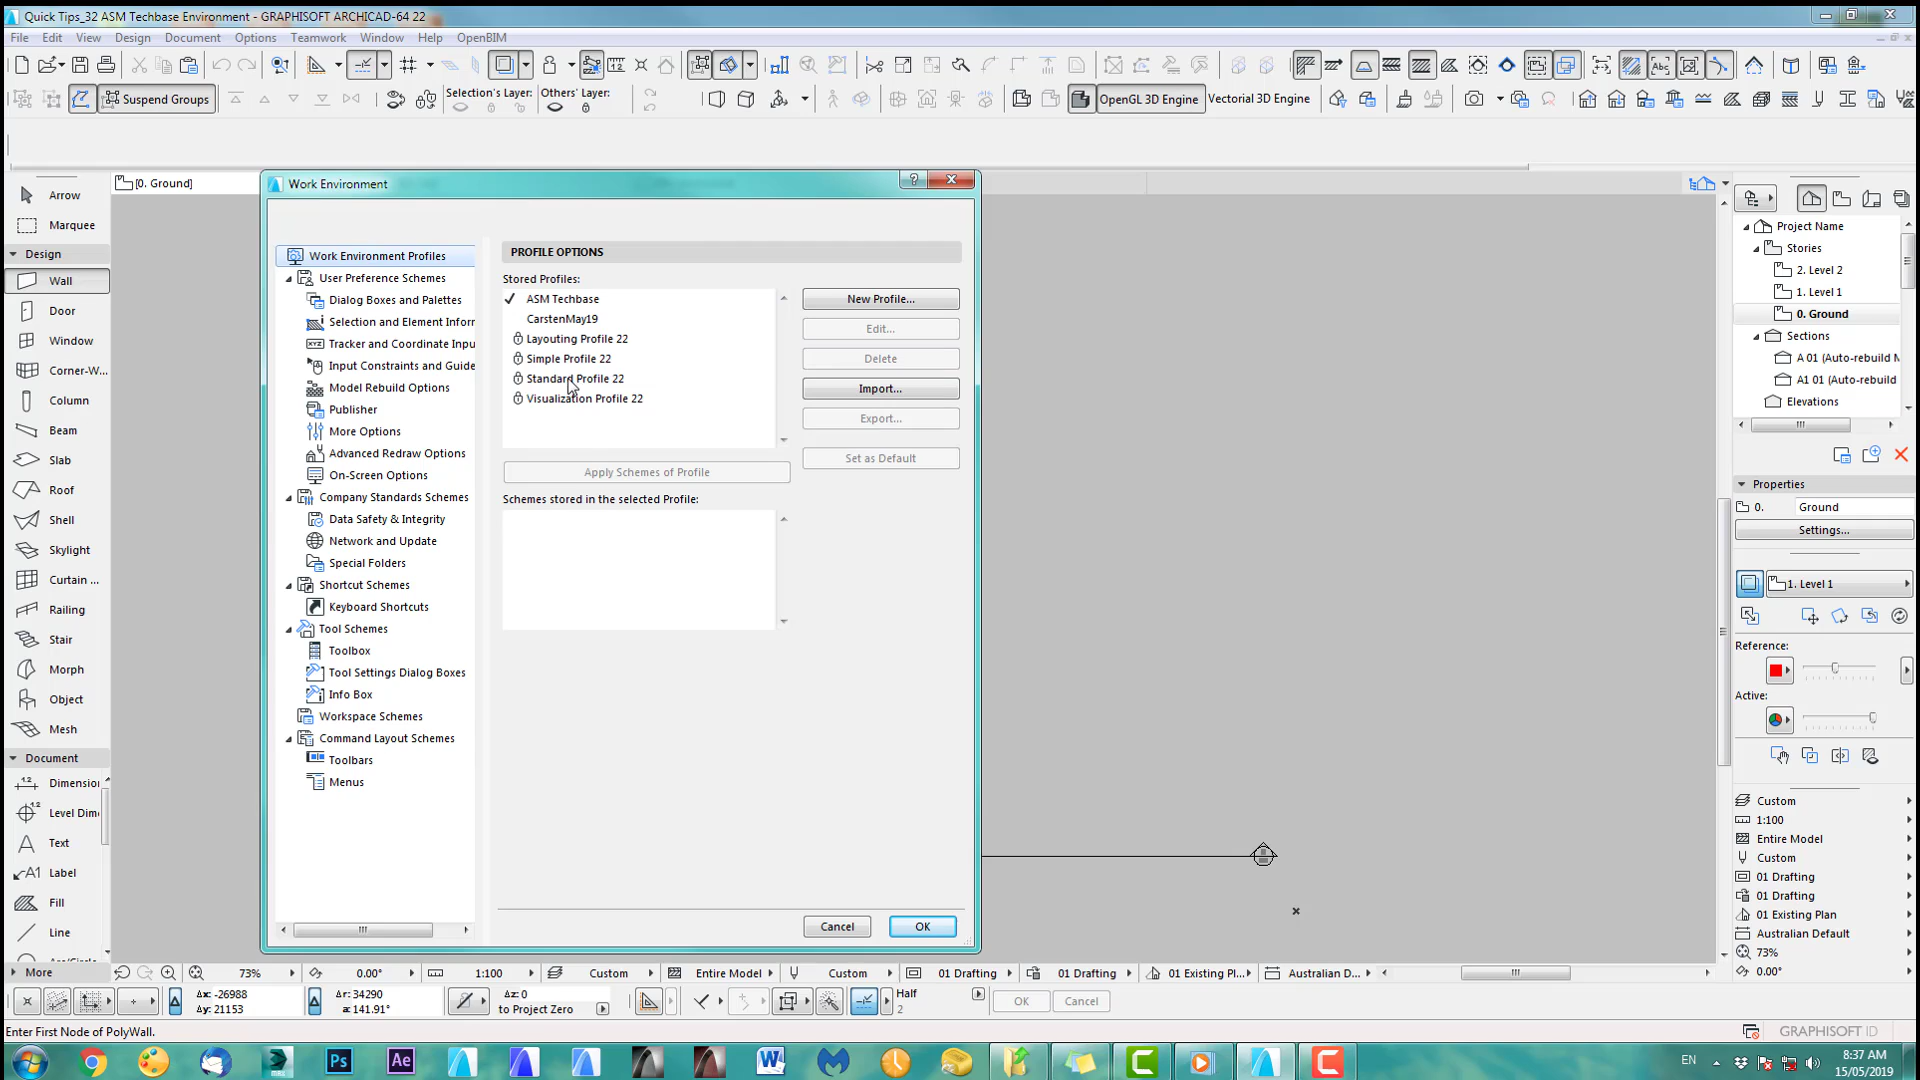 Quick Tips_32 ASM Techbase Environment - GRAPHISOFT ARCHICAD-64 22
File Edit View Design Document Options Teamwork Window Help OpenBIM
Suspend Groups
Selection's Layer:
Others' Layer:
OpenGL 3D Engine
Vectorial 3D Engine
[0. Ground]
Arrow
Marquee
Design
Wall
Door
Window
Corner-W...
Column
Beam
Slab
Roof
Shell
Skylight
Curtain ...
Railing
Stair
Morph
Object
Mesh
Document
Dimension
Level Dim
Text
Label
Fill
Line
More
Work Environment
Work Environment Profiles
User Preference Schemes
Dialog Boxes and Palettes
Selection and Element Inforr
Tracker and Coordinate Inpu
Input Constraints and Guide
Model Rebuild Options
Publisher
More Options
Advanced Redraw Options
On-Screen Options
Company Standards Schemes
Data Safety & Integrity
Network and Update
Special Folders
Shortcut Schemes
Keyboard Shortcuts
Tool Schemes
Toolbox
Tool Settings Dialog Boxes
Info Box
Workspace Schemes
Command Layout Schemes
Toolbars
Menus
PROFILE OPTIONS
Stored Profiles:
ASM Techbase
CarstenMay19
Layouting Profile 22
Simple Profile 22
Standard Profile 22
Visualization Profile 22
New Profile...
Edit...
Delete
Import...
Export...
Set as Default
Apply Schemes of Profile
Schemes stored in the selected Profile:
Cancel
OK
Project Name
Stories
2. Level 2
1. Level 1
0. Ground
Sections
A 01 (Auto-rebuild M
A1 01 (Auto-rebuild
Elevations
Properties
0. Ground
Settings...
1. Level 1
Reference:
Active:
Custom
1:100
Entire Model
Custom
01 Drafting
01 Drafting
01 Existing Plan
Australian Default
73%
0.00°
73% 0.00° 1:100 Custom Entire Model Custom 01 Drafting 01 Drafting 01 Existing Pl... Australian D...
Δx: -26988
Δy: 21153
Δr: 34290
a: 141.91°
Δz: 0
to Project Zero
Half
2
OK
Cancel
Enter First Node of PolyWall.
GRAPHISOFT ID
Ps
Ae
EN
8:37 AM
15/05/2019